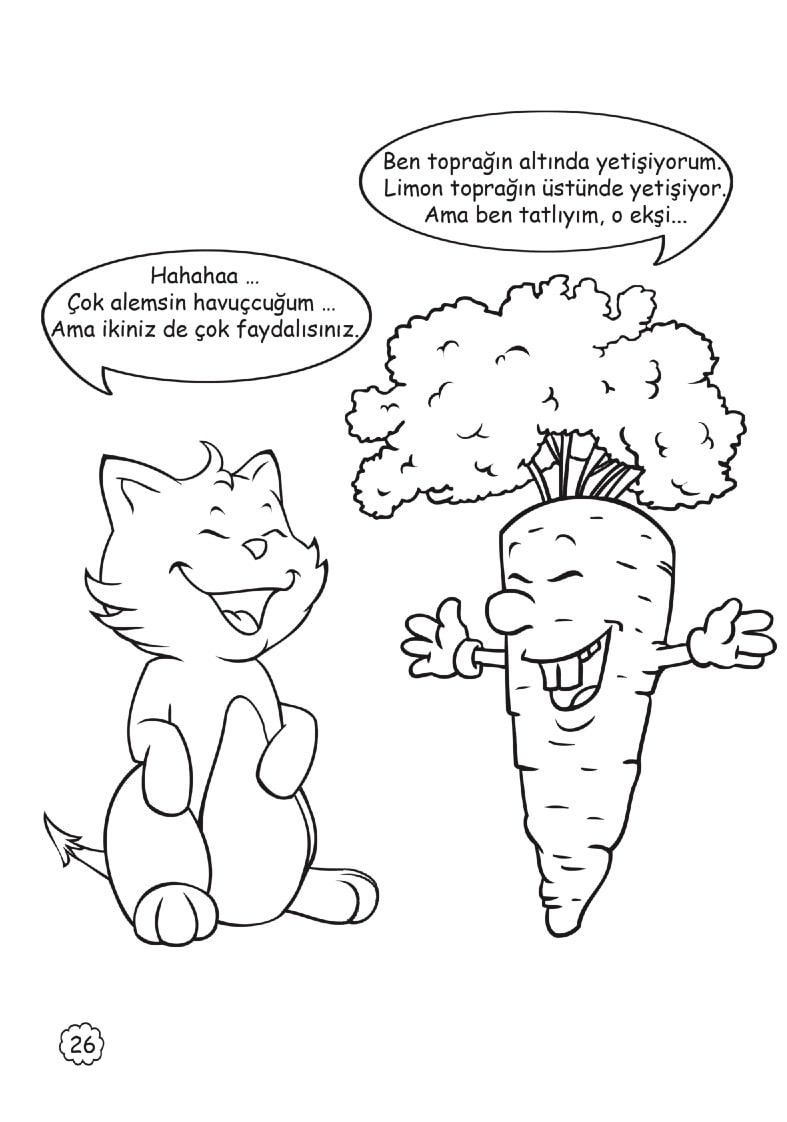 Ben toprağın altında yetişiyorum.
Limon toprağın üstünde yetişiyor.
Ama ben tatlıyım, o ekşi...
Hahahaa ...
Çok alemsin havuçcuğum ...
Ama ikiniz de çok faydalısınız.
26